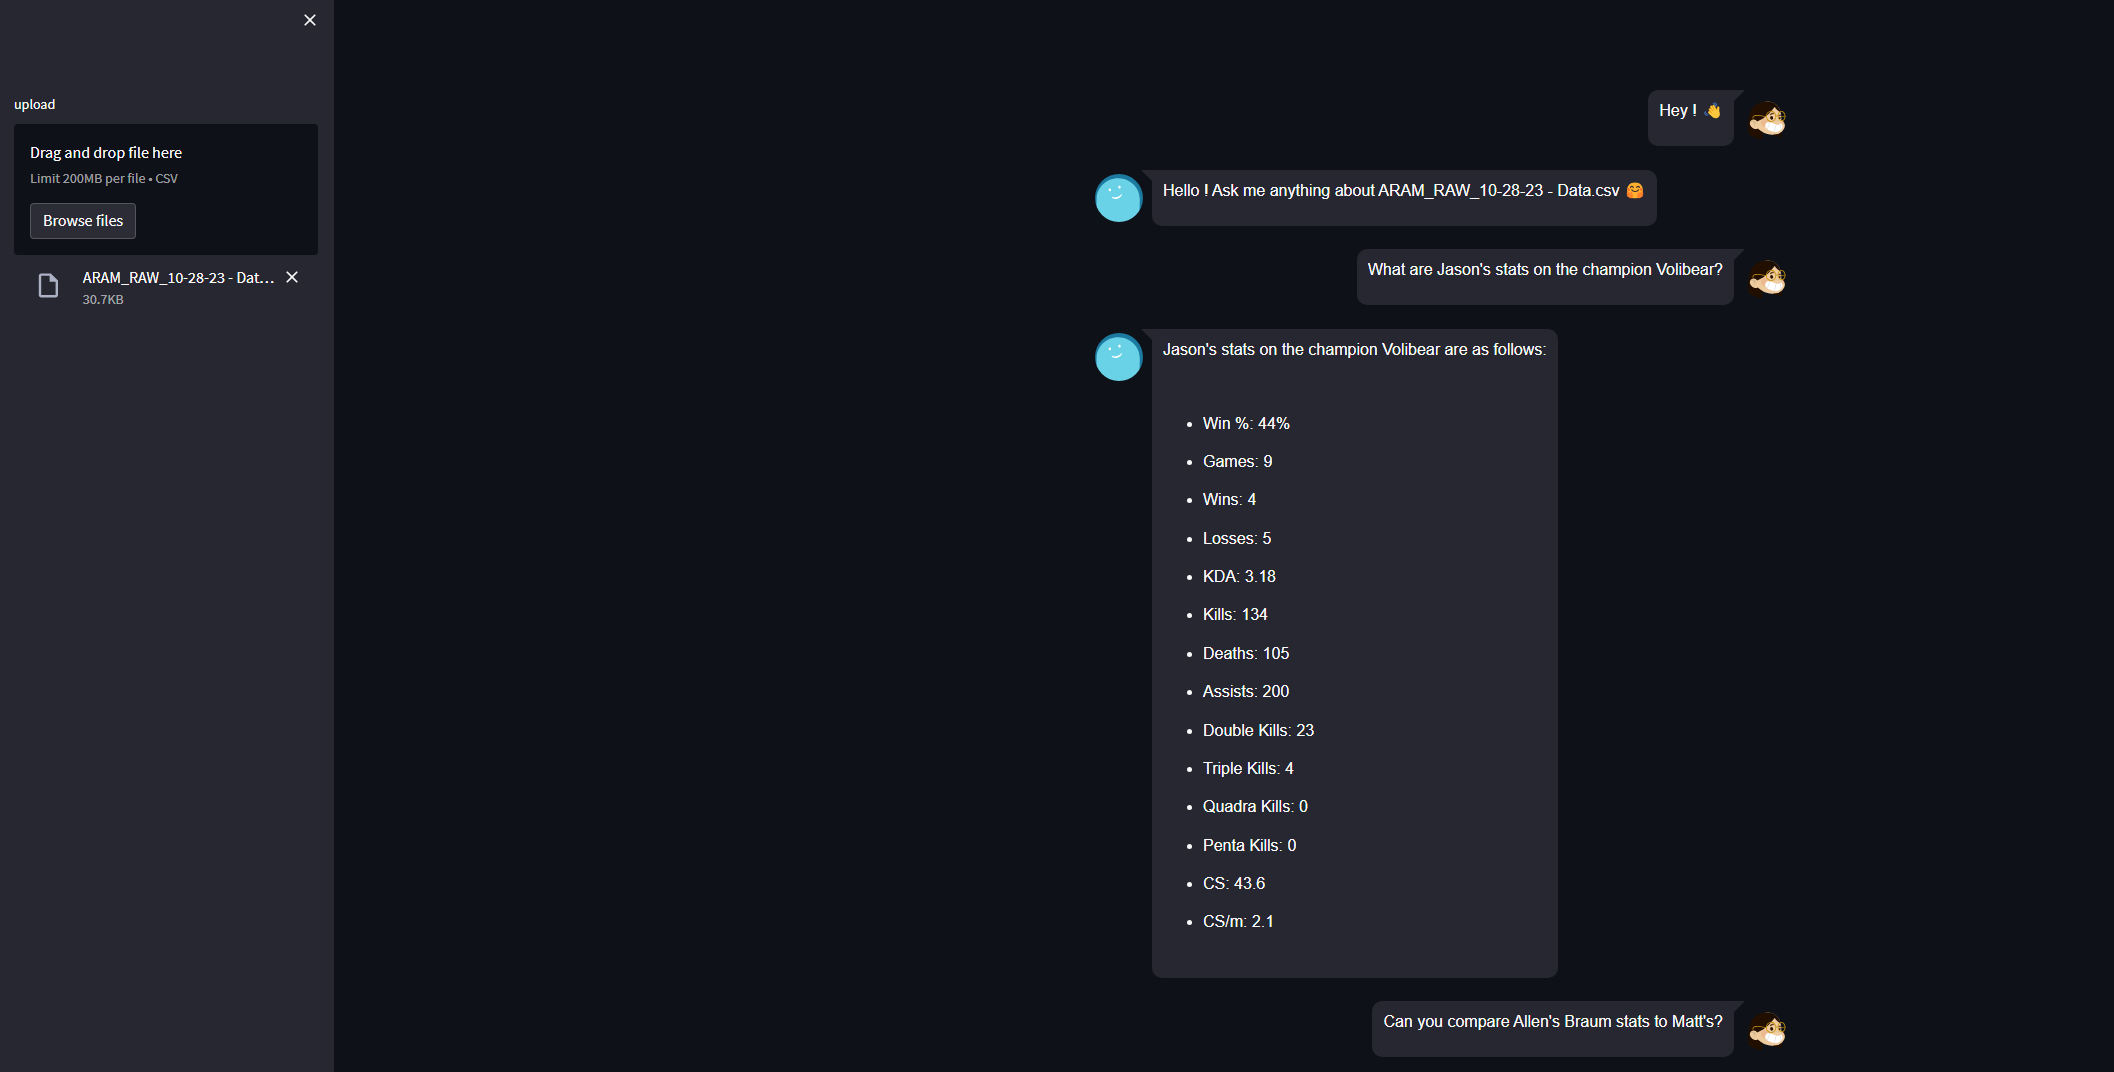 upload
Drag and drop file here
Limit 200MB per file • CSV
Browse files
ARAM_RAW_10-28-23 - Dat...
30.7KB
Hey ! 👋
Hello ! Ask me anything about ARAM_RAW_10-28-23 - Data.csv 🤗
What are Jason's stats on the champion Volibear?
Jason's stats on the champion Volibear are as follows:
• Win %: 44%
• Games: 9
• Wins: 4
• Losses: 5
• KDA: 3.18
• Kills: 134
• Deaths: 105
• Assists: 200
• Double Kills: 23
• Triple Kills: 4
• Quadra Kills: 0
• Penta Kills: 0
• CS: 43.6
• CS/m: 2.1
Can you compare Allen's Braum stats to Matt's?